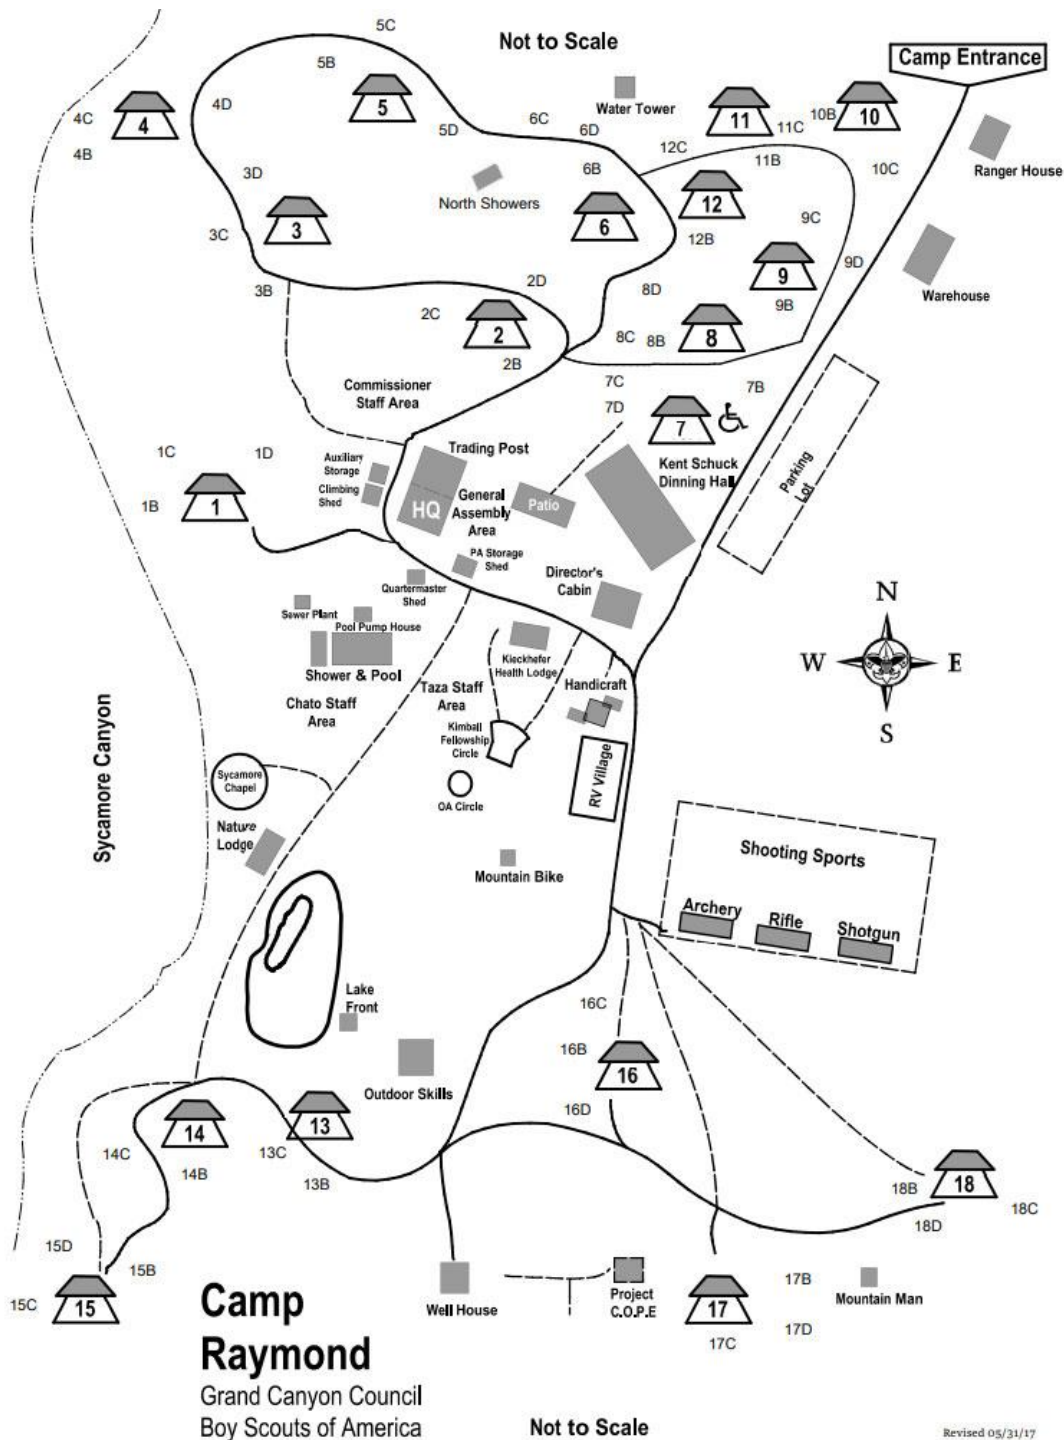 5C
Not to Scale
Camp Entrance
5B
5
4
4D
4C
4B
Water Tower
5D
6C
6D
11
11C
10B
10
12C
11B
10C
Ranger House
3D
6B
North Showers
3
6
12
12B
9C
3C
9
9D
3B
2D
8D
9B
Warehouse
2C
2
8C
8B
8
2B
7C
7B
Commissioner
Staff Area
7D
7
Parking
Lot
1C
1D
Trading Post
Auxiliary
Storage
Climbing
Shed
Kent Schuck
Dinning Hall
1B
1
HQ
General
Assembly
Area
Patio
PA Storage
Shed
Director's
Cabin
Quartermaster
Shed
Sewer Plant
Pool Pump House
N
W
E
S
Kieckhefer
Health Lodge
Shower & Pool
Taza Staff
Area
Handicraft
Chato Staff
Area
Kimball
Fellowship
Circle
Sycamore Canyon
Sycamore
Chapel
OA Circle
RV Village
Nature
Lodge
Mountain Bike
Shooting Sports
Archery
Rifle
Shotgun
Lake
Front
16C
16B
16
Outdoor Skills
16D
14
13
14C
14B
13C
13B
18B
18
18C
18D
15D
15B
15C
15
Well House
Project
C.O.P.E
17
17B
17D
17C
Mountain Man
Camp
Raymond
Grand Canyon Council
Boy Scouts of America
Not to Scale
Revised 05/31/17